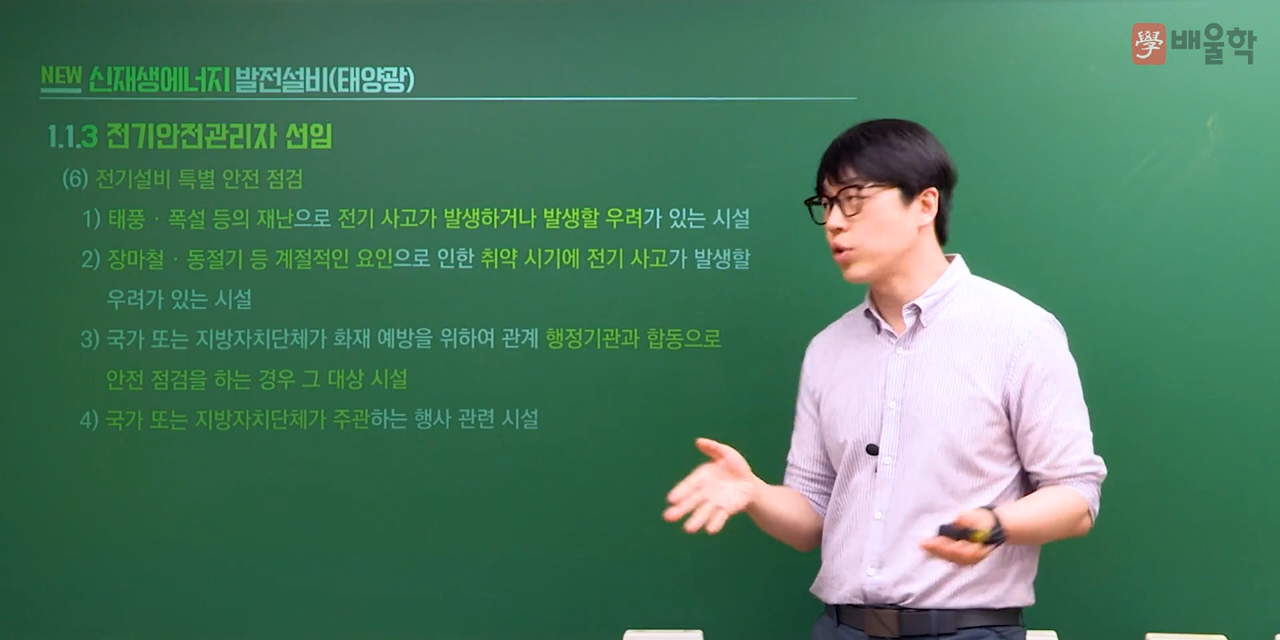 學 배울학
NEW 신재생에너지 발전설비(태양광)
1.1.3 전기안전관리자 선임
(6) 전기설비 특별 안전 점검
1) 태풍 · 폭설 등의 재난으로 전기 사고가 발생하거나 발생할 우려가 있는 시설
2) 장마철 · 동절기 등 계절적인 요인으로 인한 취약 시기에 전기 사고가 발생할
우려가 있는 시설
3) 국가 또는 지방자치단체가 화재 예방을 위하여 관계 행정기관과 합동으로
안전 점검을 하는 경우 그 대상 시설
4) 국가 또는 지방자치단체가 주관하는 행사 관련 시설